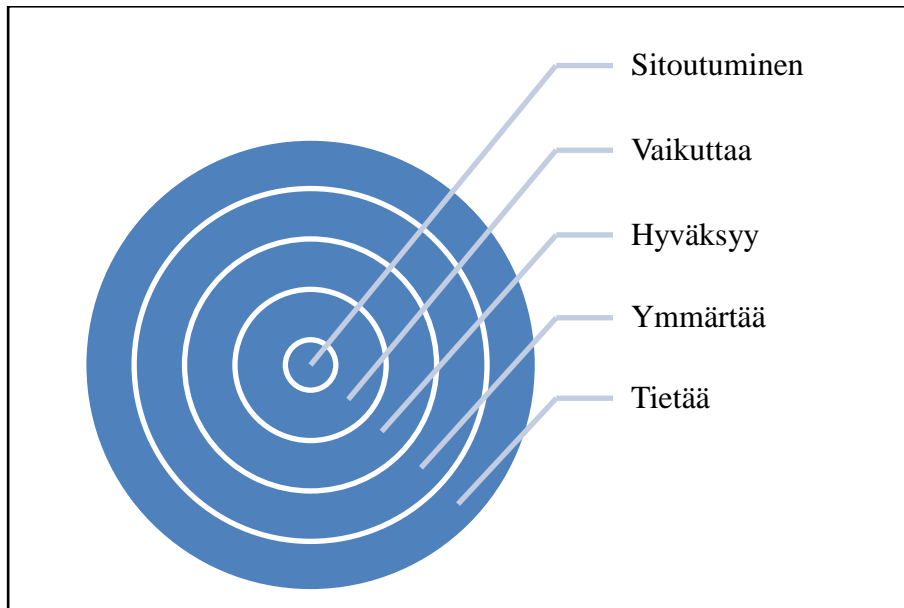 Sitoutuminen
Vaikuttaa
Hyväksyy
Ymmärtää
Tietää